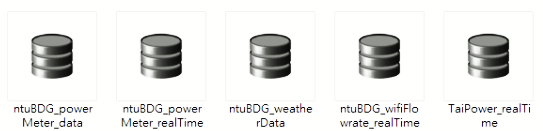 ntuBDG_power
Meter_data
ntuBDG_power
Meter_realTime
ntuBDG_weathe
rData
ntuBDG_wifiFlo
wrate_realTime
TaiPower_realTi
me